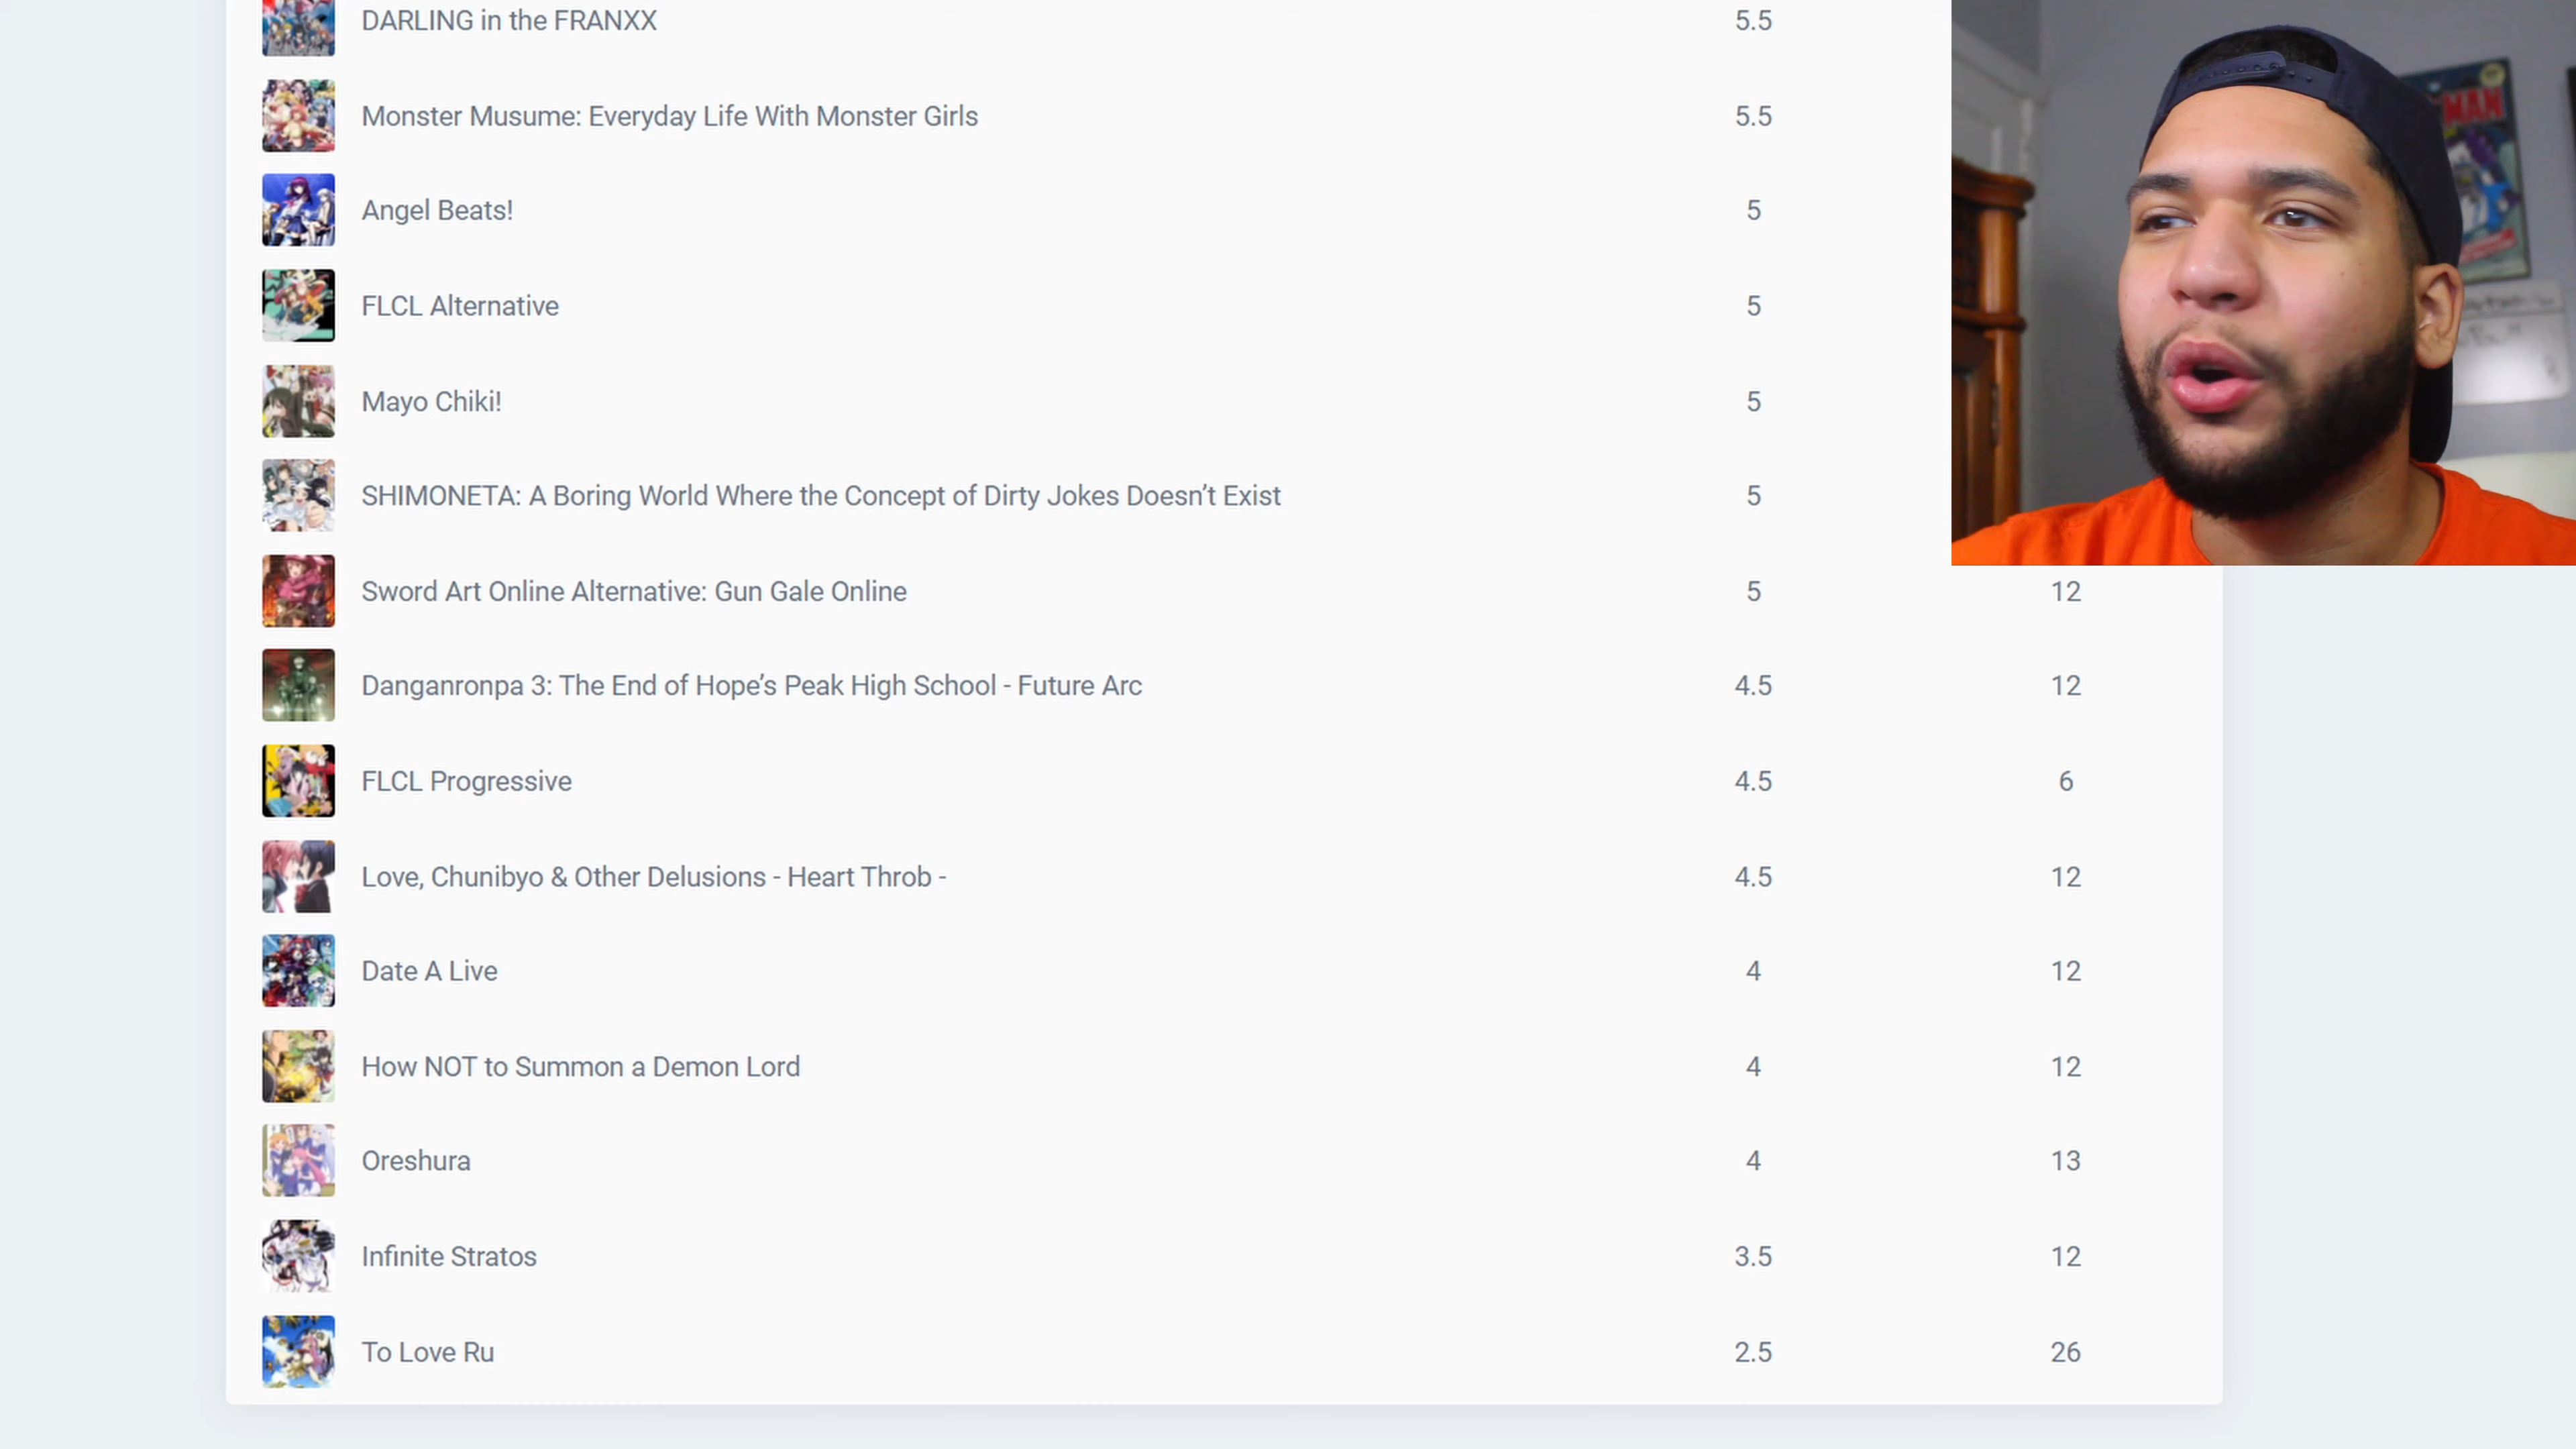 DARLING in the FRANXX 5.5
Monster Musume: Everyday Life With Monster Girls 5.5
Angel Beats! 5
FLCL Alternative 5
Mayo Chiki! 5
SHIMONETA: A Boring World Where the Concept of Dirty Jokes Doesn’t Exist 5
Sword Art Online Alternative: Gun Gale Online 5 12
Danganronpa 3: The End of Hope’s Peak High School - Future Arc 4.5 12
FLCL Progressive 4.5 6
Love, Chunibyo & Other Delusions - Heart Throb - 4.5 12
Date A Live 4 12
How NOT to Summon a Demon Lord 4 12
Oreshura 4 13
Infinite Stratos 3.5 12
To Love Ru 2.5 26
MAN